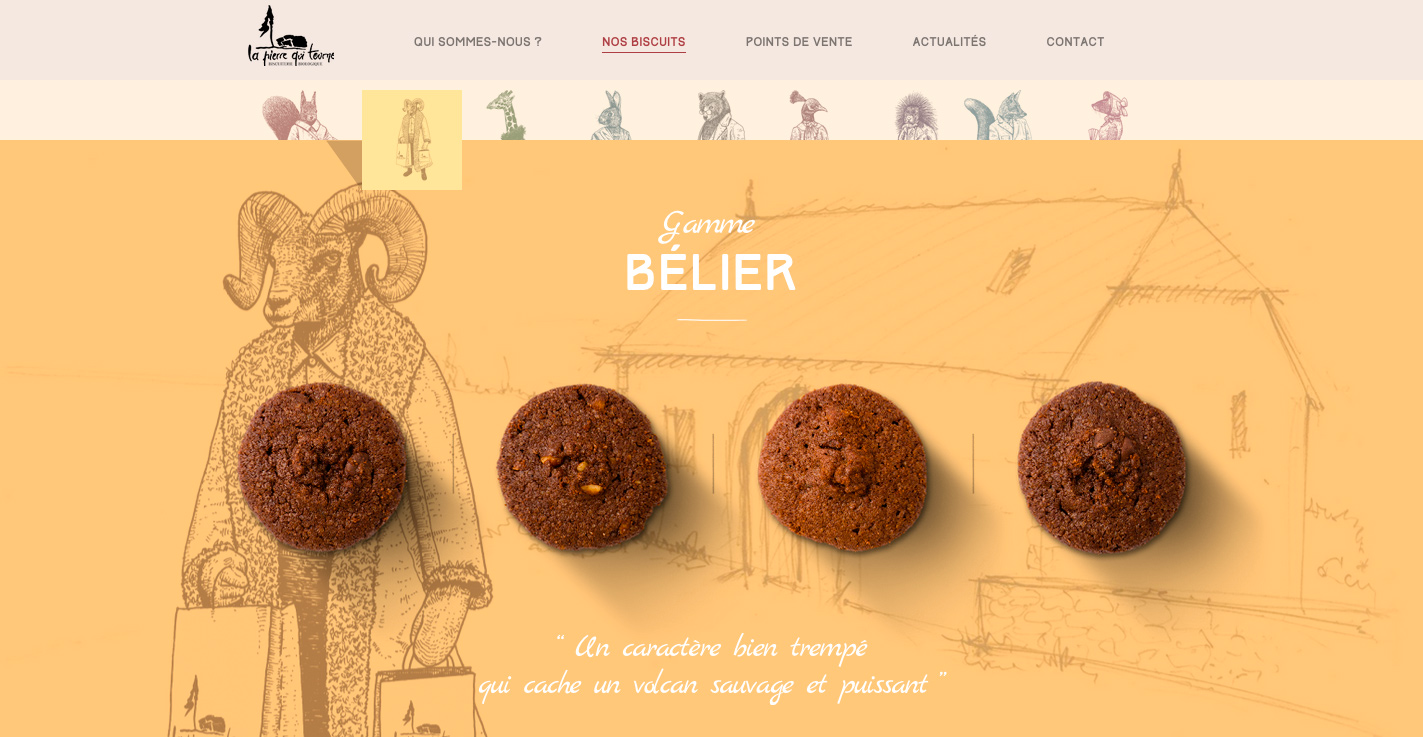 la pierre qui tourne
BISCUITERIE BOURGUIGNONNE
QUI SOMMES-NOUS ?
NOS BISCUITS
POINTS DE VENTE
ACTUALITÉS
CONTACT
Gamme
BÉLIER
“ Un caractère bien trempé
qui cache un volcan sauvage et puissant ”